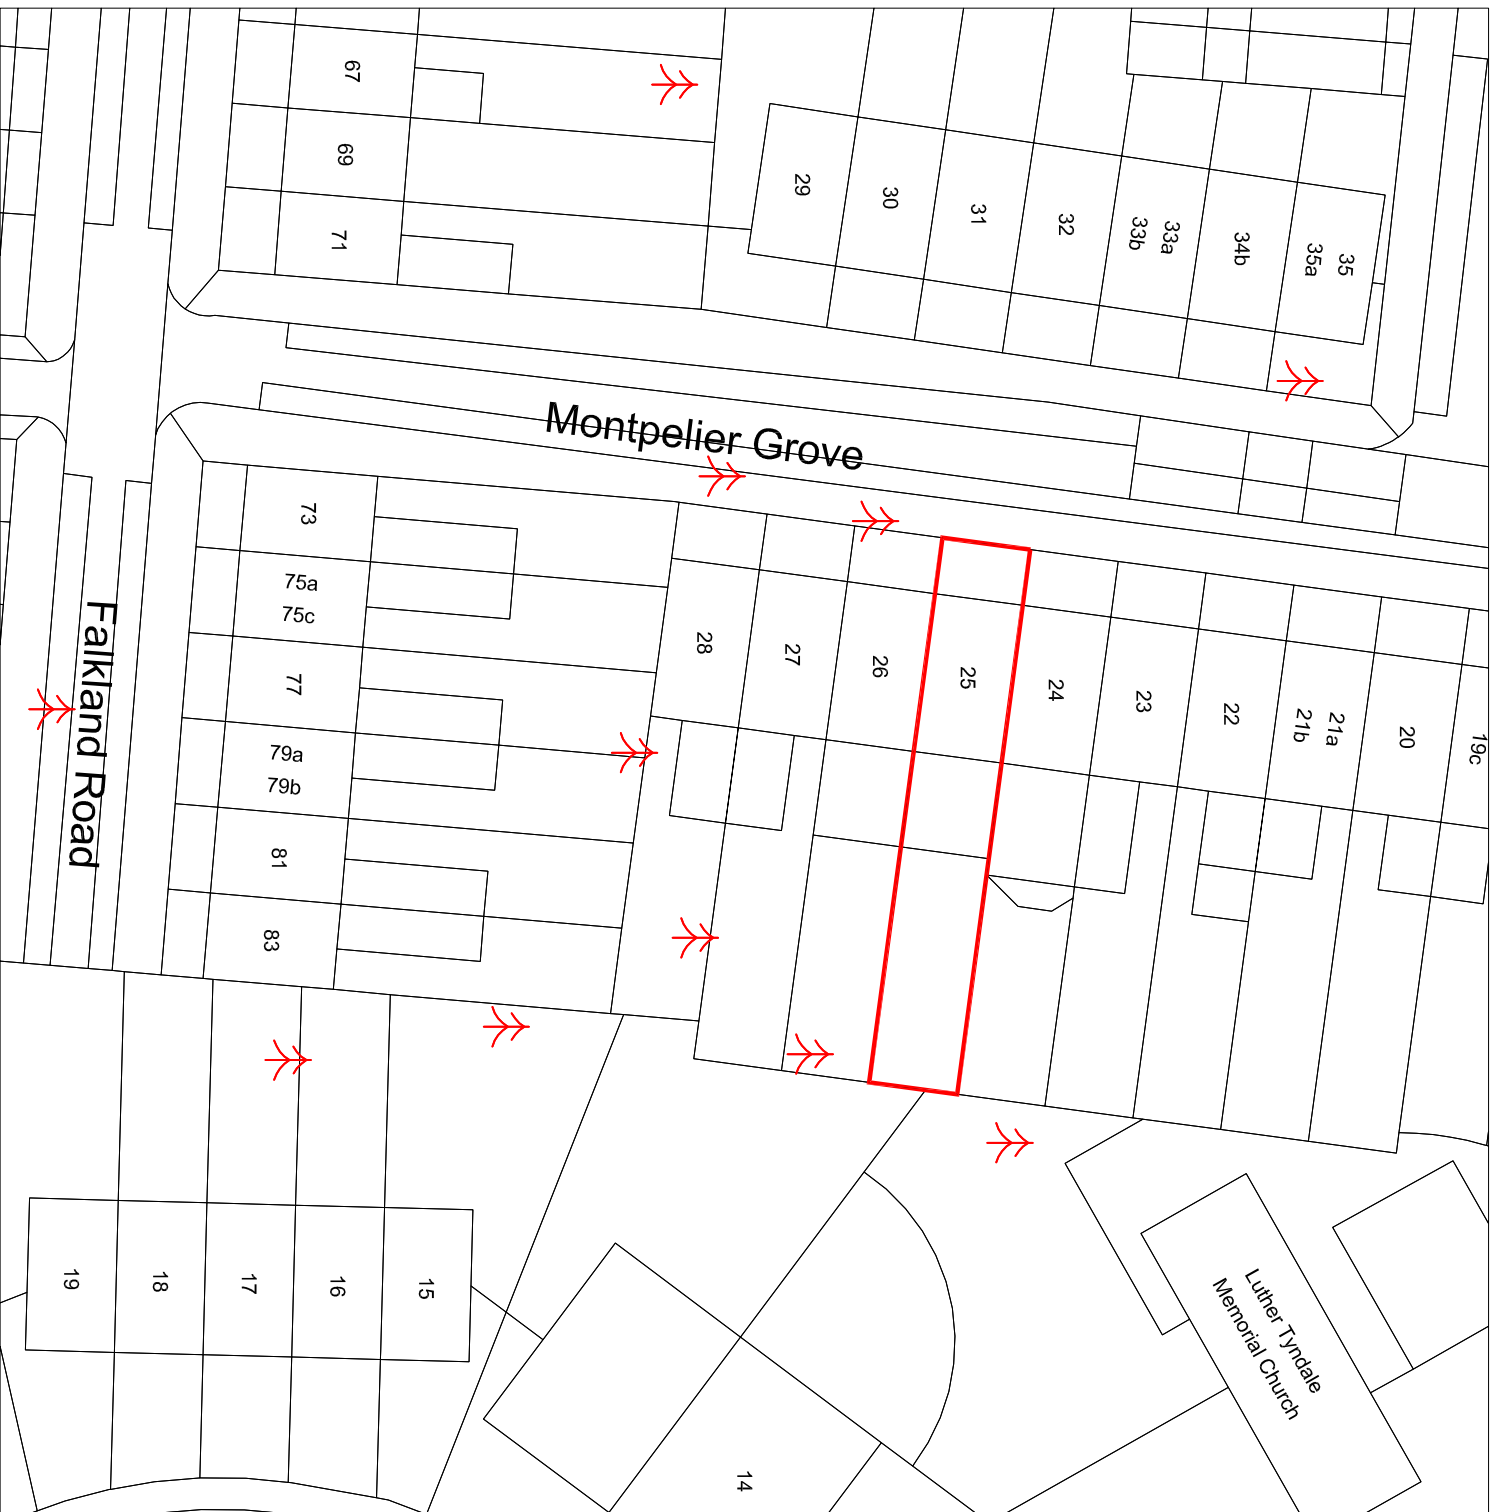 67
69
71
29
30
31
32
33a
33b
34b
35
35a
Montpelier Grove
Falkland Road
73
75a
75c
77
79a
79b
81
83
28
27
26
25
24
23
22
21a
21b
20
19c
19
18
17
16
15
14
Luther Tyndale
Memorial Church